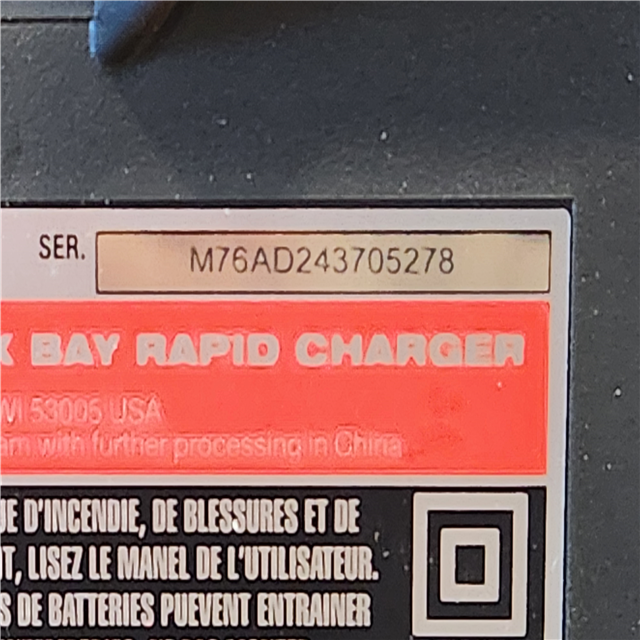 SER. M76AD243705278
X BAY RAPID CHARGER
WI 53005 USA
am with further processing in China
UE D'INCENDIE, DE BLESSURES ET DE
T, LISEZ LE MANEL DE L'UTILISATEUR.
S DE BATTERIES PUEVENT ENTRAINER